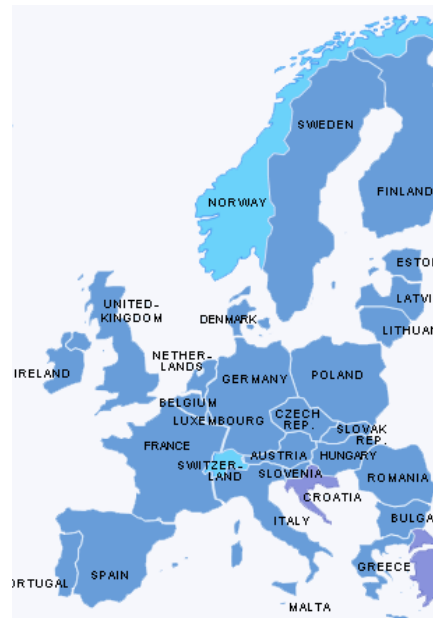 SWEDEN
FINLAND
NORWAY
ESTO
UNITED-
KINGDOM
DENMARK
LATVI
LITHUAN
NETHER-
LANDS
IRELAND
GERMANY
POLAND
BELGIUM
LUXEMBOURG
CZECH
REP.
SLOVAK
REP.
FRANCE
AUSTRIA
HUNGARY
SWITZER-
LAND
SLOVENIA
ROMANIA
CROATIA
ITALY
BULGA
GREECE
ORTUGAL
SPAIN
MALTA